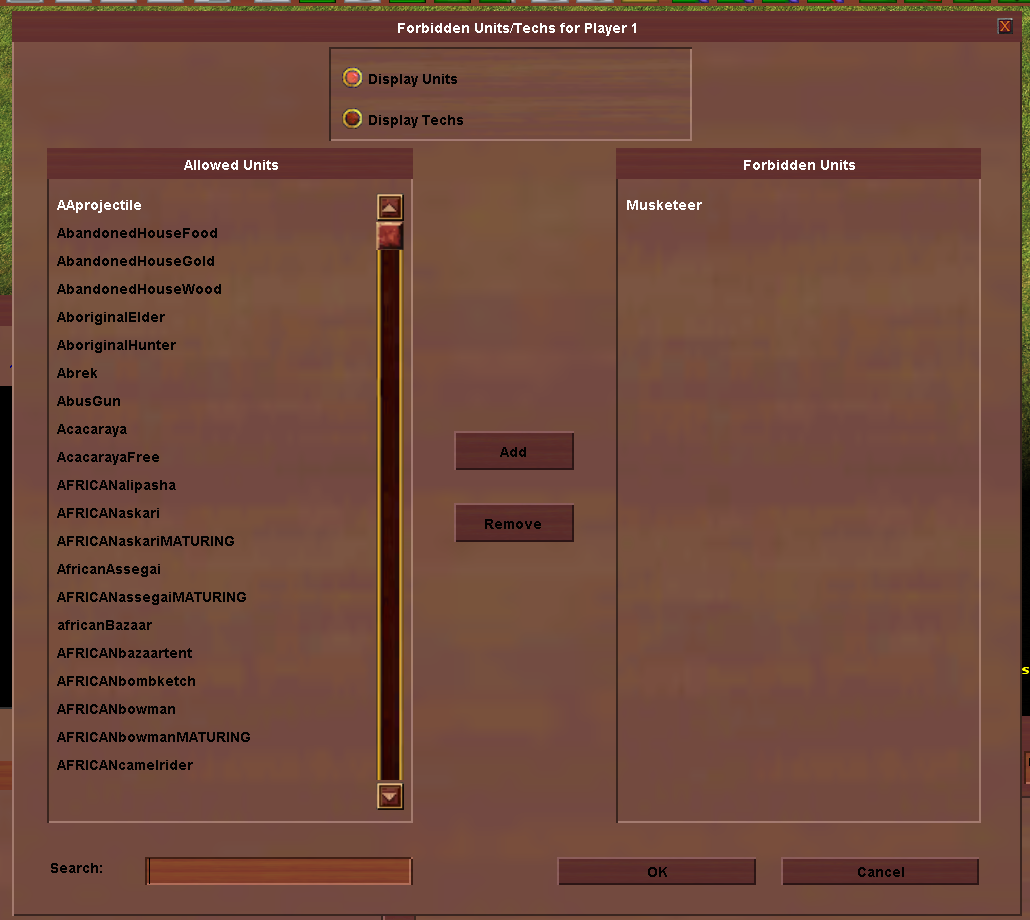 Forbidden Units/Techs for Player 1
Display Units
Display Techs
Allowed Units
AAprojectile
AbandonedHouseFood
AbandonedHouseGold
AbandonedHouseWood
AboriginalElder
AboriginalHunter
Abrek
AbusGun
Acacaraya
AcacarayaFree
AFRICANalipasha
AFRICANaskari
AFRICANaskariMATURING
AfricanAssegai
AFRICANassegaiMATURING
africanBazaar
AFRICANbazaartent
AFRICANbombketch
AFRICANbowman
AFRICANbowmanMATURING
AFRICANcamelrider
Add
Remove
Forbidden Units
Musketeer
Search:
OK
Cancel